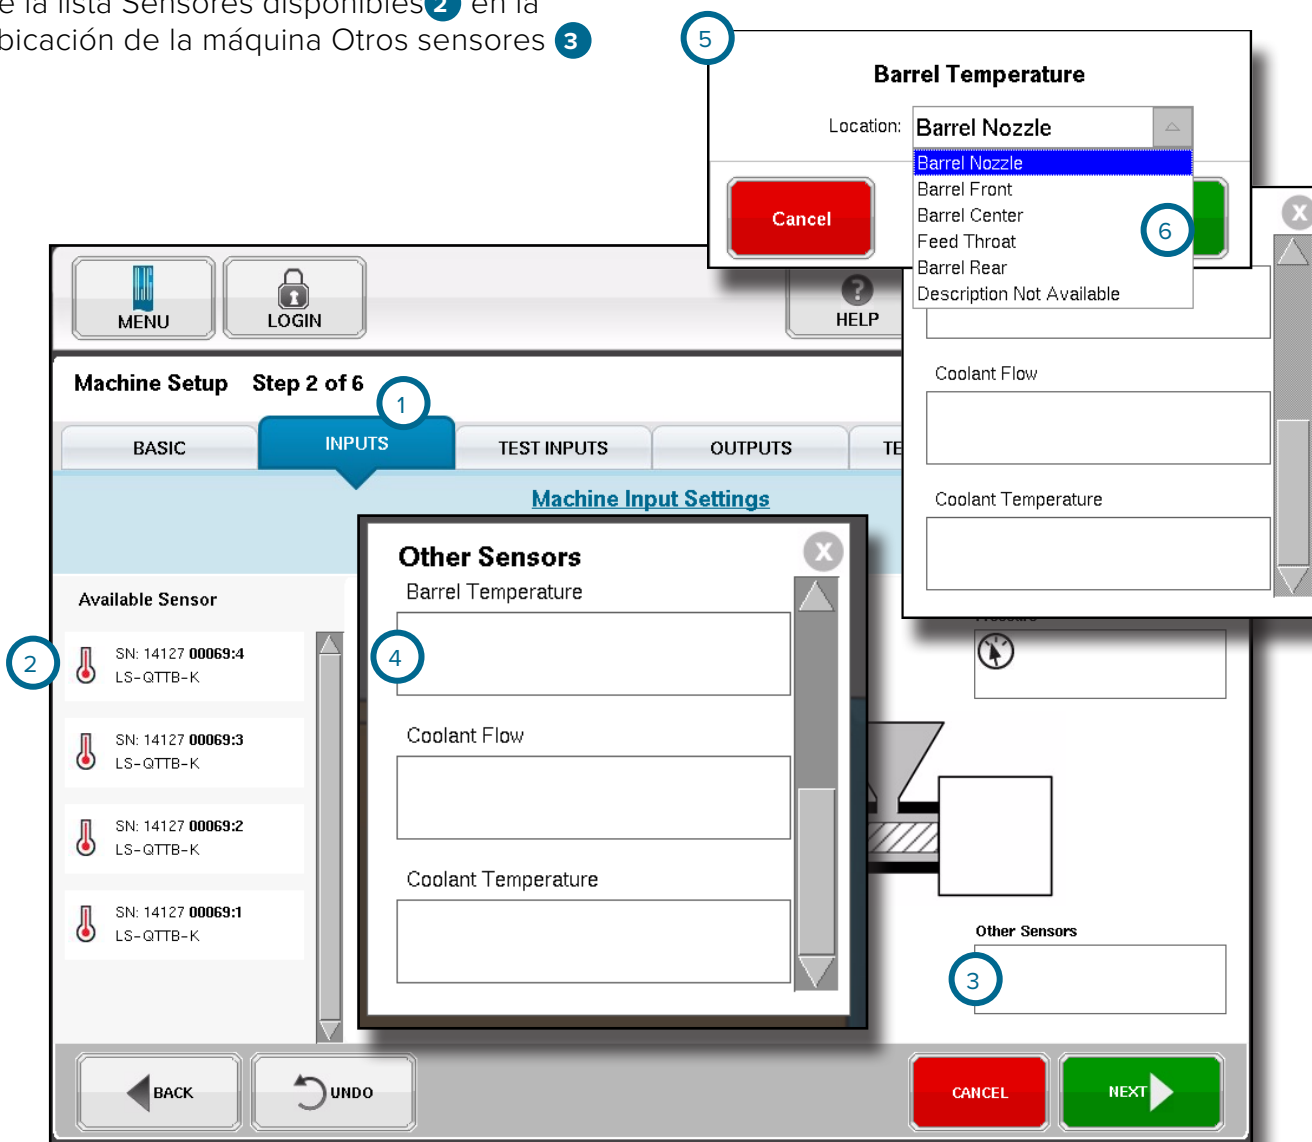 e la lista Sensores disponibles 2 en la
bicación de la máquina Otros sensores 3
5
Barrel Temperature
Location: Barrel Nozzle
Barrel Nozzle
Barrel Front
Barrel Center
Feed Throat
Barrel Rear
Description Not Available
Cancel
6
X
MENU
LOGIN
?
HELP
Coolant Flow
Coolant Temperature
Machine Setup Step 2 of 6
1
BASIC
INPUTS
TEST INPUTS
OUTPUTS
TE
Machine Input Settings
Available Sensor
2
SN: 14127 00069:4
LS-QTTB-K
SN: 14127 00069:3
LS-QTTB-K
SN: 14127 00069:2
LS-QTTB-K
SN: 14127 00069:1
LS-QTTB-K
Other Sensors
X
Barrel Temperature
4
Coolant Flow
Coolant Temperature
Pressure
Other Sensors
3
BACK
UNDO
CANCEL
NEXT